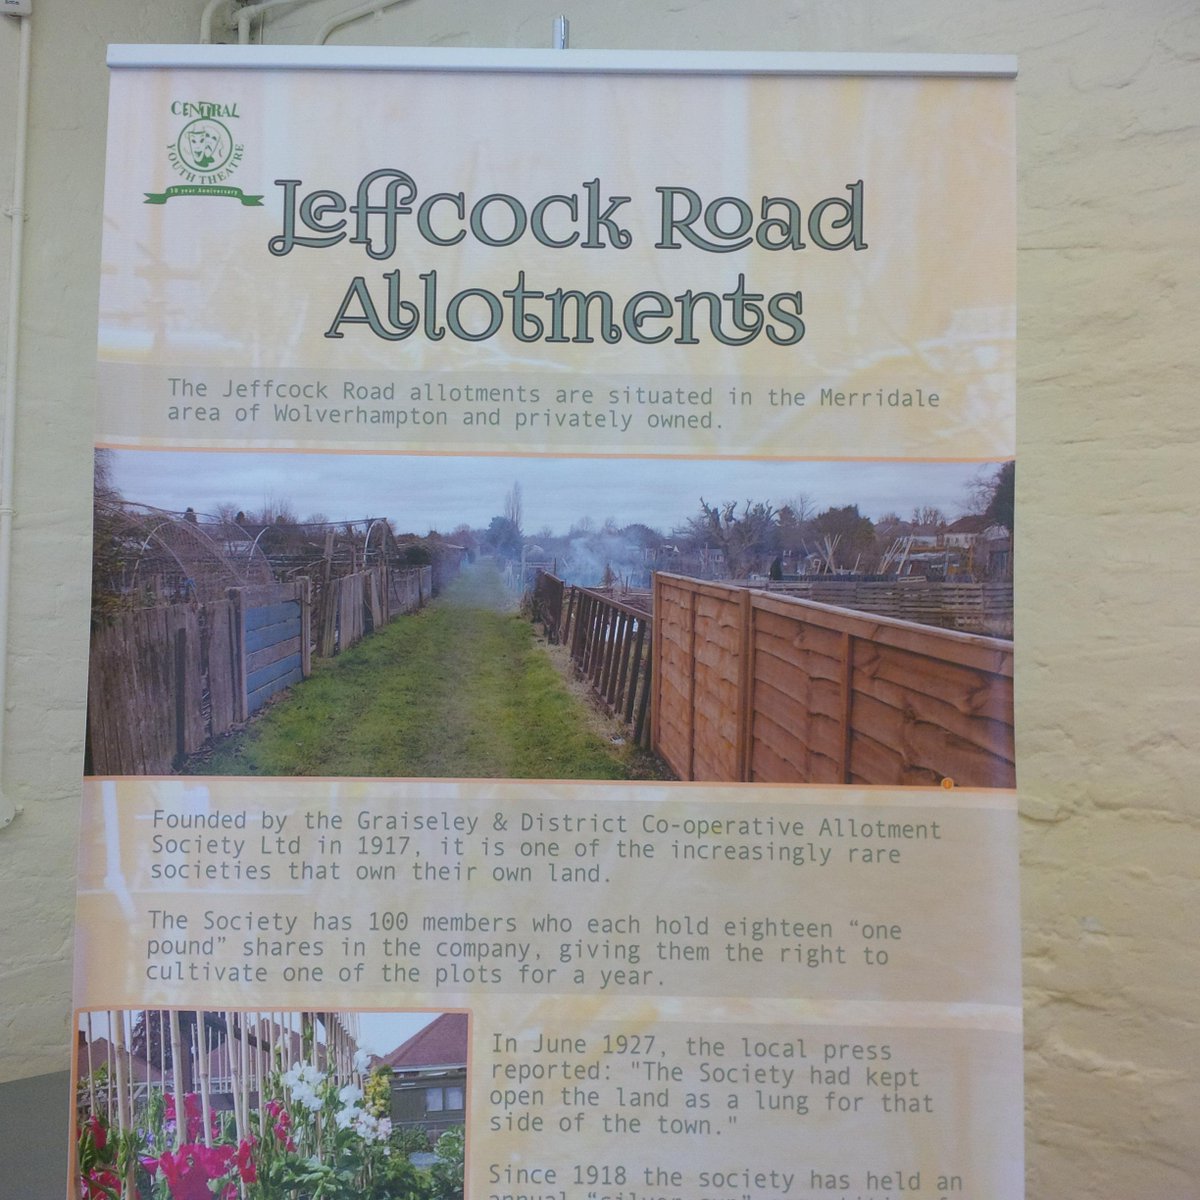 CENTRAL
YOUTH THEATRE
Jeffcock Road
Allotments
The Jeffcock Road allotments are situated in the Merridale
area of Wolverhampton and privately owned.
Founded by the Graiseley & District Co-operative Allotment
Society Ltd in 1917, it is one of the increasingly rare
societies that own their own land.
The Society has 100 members who each hold eighteen “one
pound” shares in the company, giving them the right to
cultivate one of the plots for a year.
In June 1927, the local press
reported: "The Society had kept
open the land as a lung for that
side of the town."
Since 1918 the society has held an
annual “silver cup”